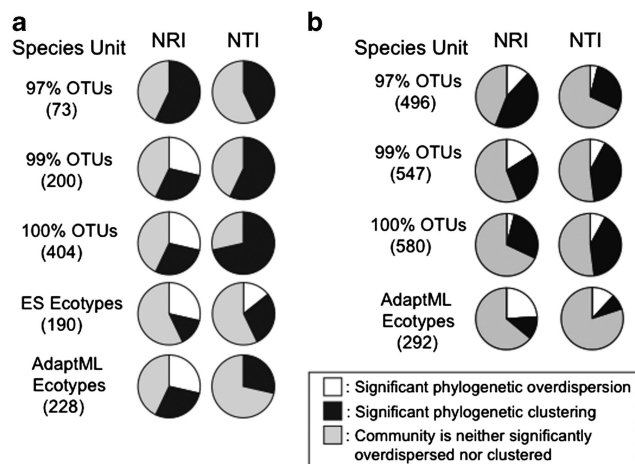 a
Species Unit NRI NTI
97% OTUs
(73)
99% OTUs
(200)
100% OTUs
(404)
ES Ecotypes
(190)
AdaptML
Ecotypes
(228)
b
Species Unit NRI NTI
97% OTUs
(496)
99% OTUs
(547)
100% OTUs
(580)
AdaptML
Ecotypes
(292)
: Significant phylogenetic overdispersion
: Significant phylogenetic clustering
: Community is neither significantly
overdispersed nor clustered